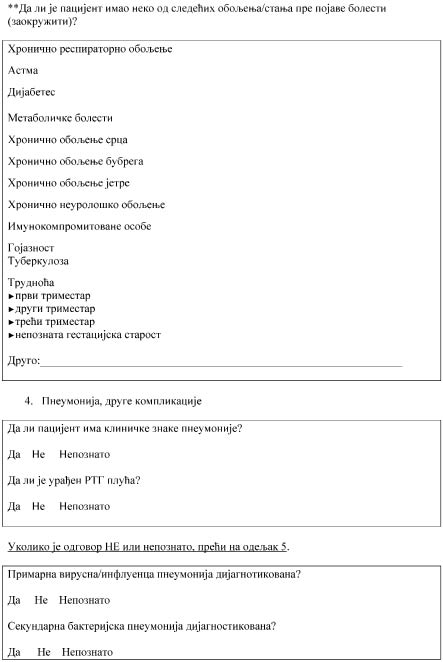 **Да ли је пацијент имао неко од следећих обољења/стања пре појаве болести
(заокружити)?
Хронично респираторно обољење
Астма
Дијабетес
Метаболичке болести
Хронично обољење срца
Хронично обољење бубрега
Хронично обољење јетре
Хронично неуролошко обољење
Имунокомпромитоване особе
Гојазност
Туберкулоза
Трудноћа
►први триместар
►други триместар
►трећи триместар
►непозната гестацијска старост
Друго:____________________________________________________________
4. Пнеумонија, друге компликације
Да ли пацијент има клиничке знаке пнеумоније?
Да Не Непознато
Да ли је урађен РТГ плућа?
Да Не Непознато
Уколико је одговор НЕ или непознато, прећи на одељак 5.
Примарна вирусна/инфлуенца пнеумонија дијагнотикована?
Да Не Непознато
Секундарна бактеријска пнеумонија дијагностикована?
Да Не Непознато